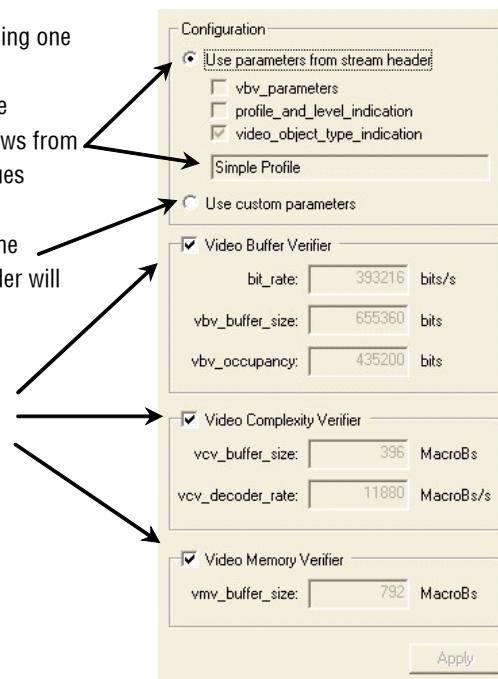 sing one
e
ws from
ues
ne
ler will
Configuration
Use parameters from stream header
vbv_parameters
profile_and_level_indication
video_object_type_indication
Simple Profile
Use custom parameters
Video Buffer Verifier
bit_rate: 393216 bits/s
vbv_buffer_size: 655360 bits
vbv_occupancy: 435200 bits
Video Complexity Verifier
vcv_buffer_size: 396 MacroBs
vcv_decoder_rate: 11880 MacroBs/s
Video Memory Verifier
vmv_buffer_size: 792 MacroBs
Apply